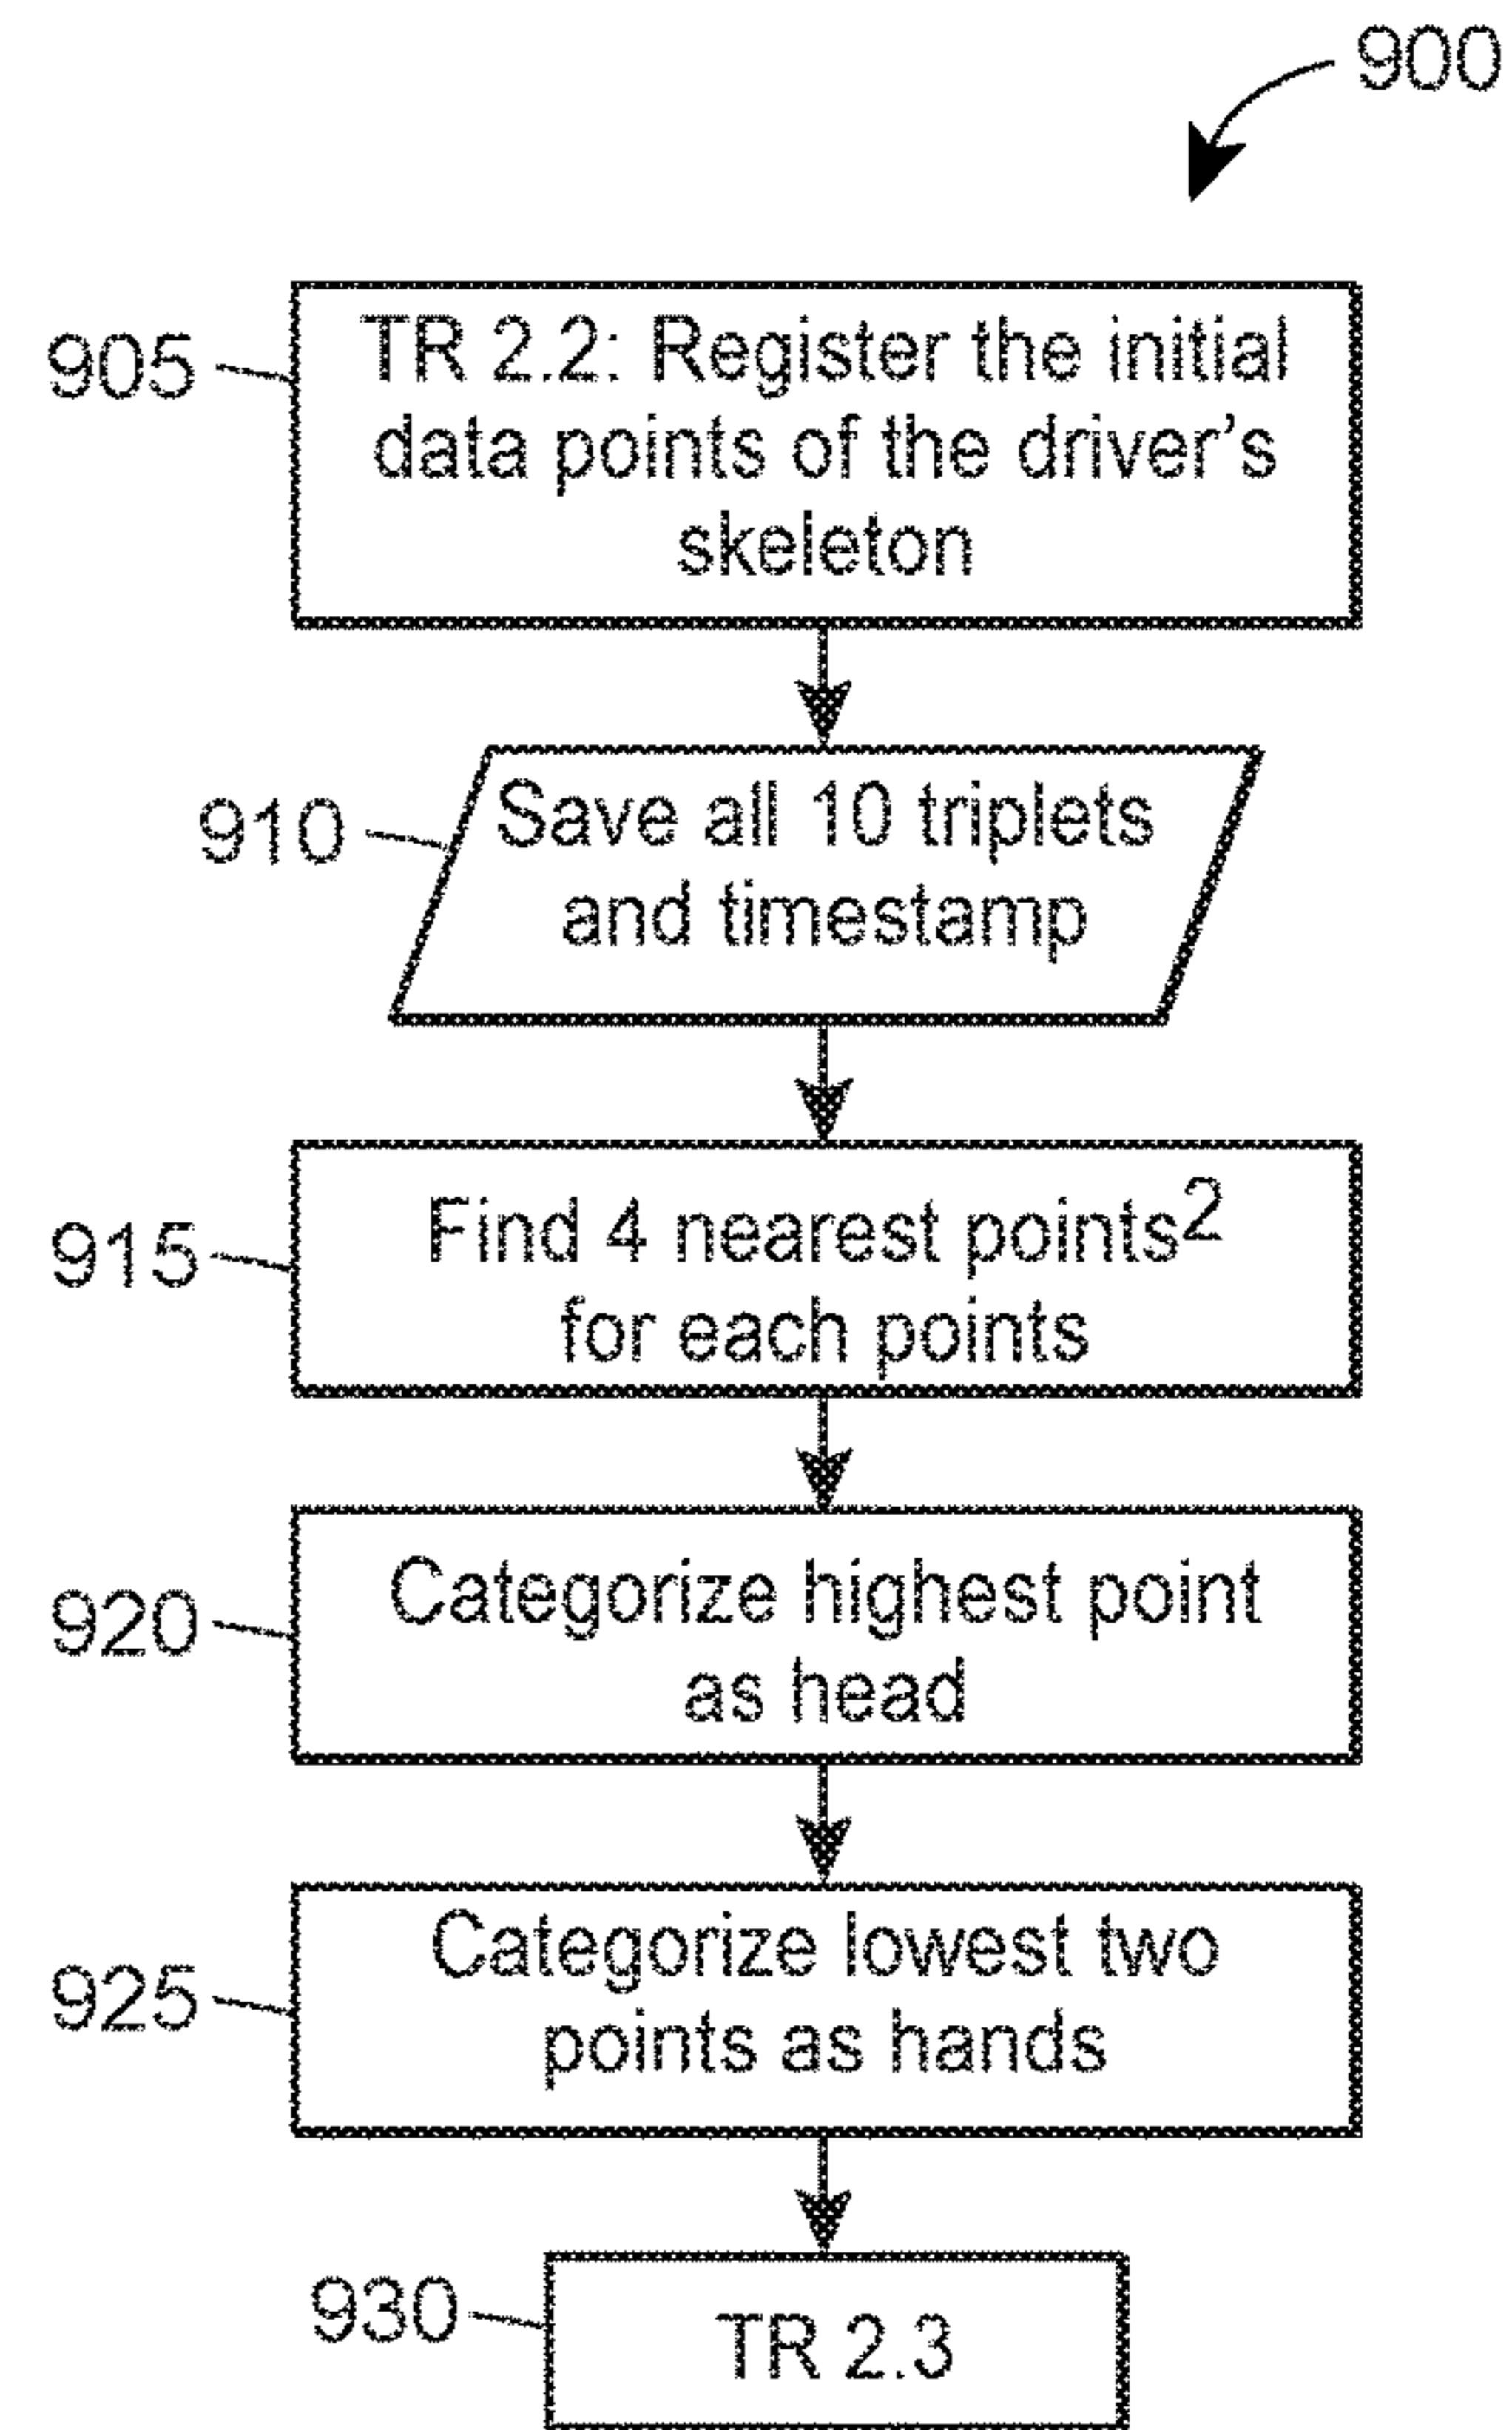 900
905
TR 2.2: Register the initial
data points of the driver's
skeleton
910
Save all 10 triplets
and timestamp
915
Find 4 nearest points2
for each points
920
Categorize highest point
as head
925
Categorize lowest two
points as hands
930
TR 2.3